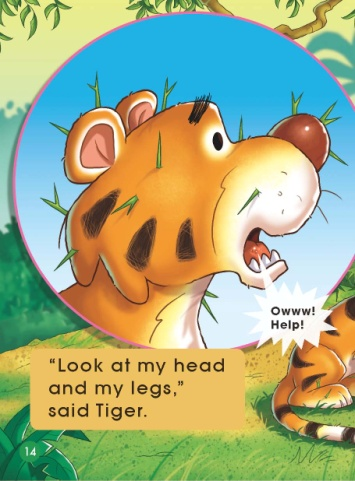 Owww!
Help!
“Look at my head
and my legs,”
said Tiger.
14